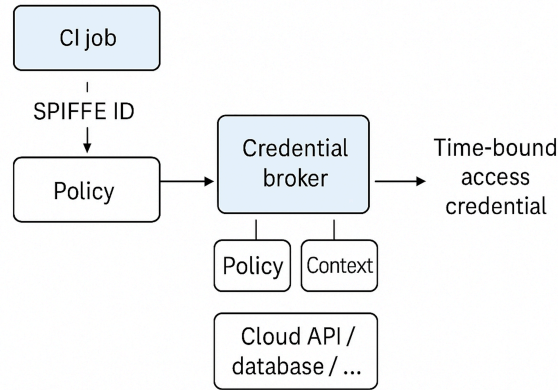 CI job
SPIFFE ID
Policy
Credential
broker
Time-bound
access
credential
Policy
Context
Cloud API /
database / ...